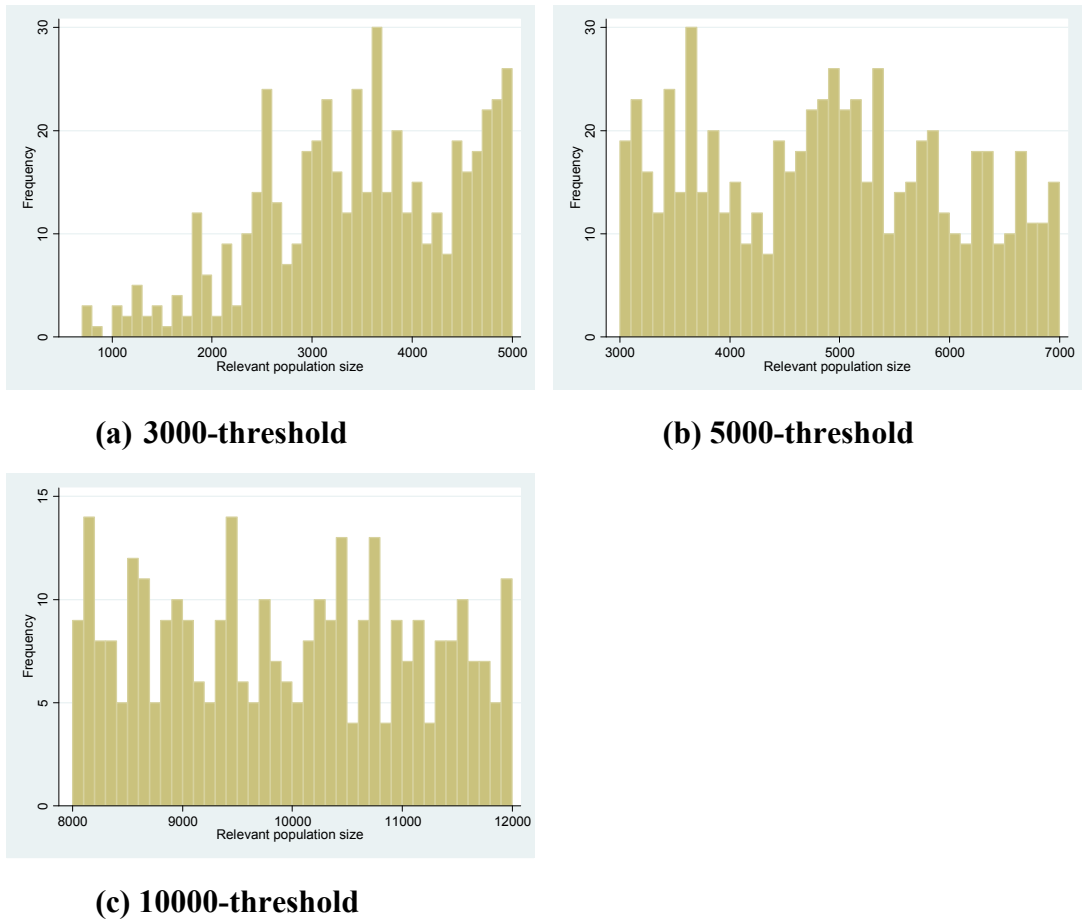 30
20
10
0
Frequency
1000 2000 3000 4000 5000
Relevant population size
(a) 3000-threshold
30
20
10
0
Frequency
3000 4000 5000 6000 7000
Relevant population size
(b) 5000-threshold
15
10
5
0
Frequency
8000 9000 10000 11000 12000
Relevant population size
(c) 10000-threshold